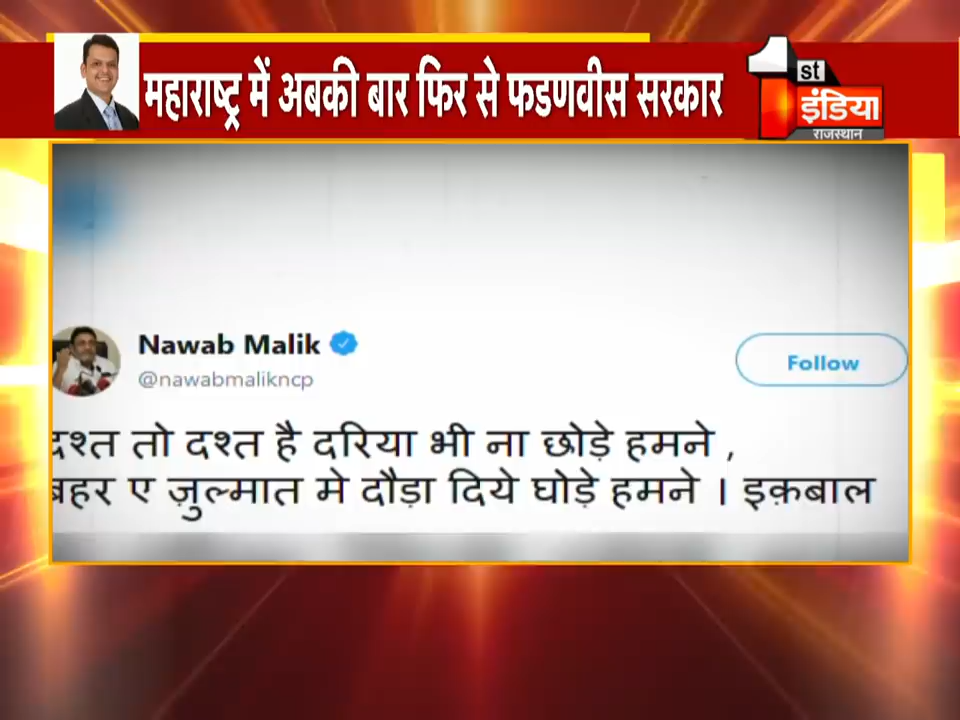 महाराष्ट्र में अबकी बार फिर से फडणवीस सरकार
1st
इंडिया
राजस्थान
Nawab Malik
@nawabmalikncp
Follow
दश्त तो दश्त है दरिया भी ना छोड़े हमने ,
बहर ए ज़ुल्मात मे दौड़ा दिये घोड़े हमने । इक़बाल